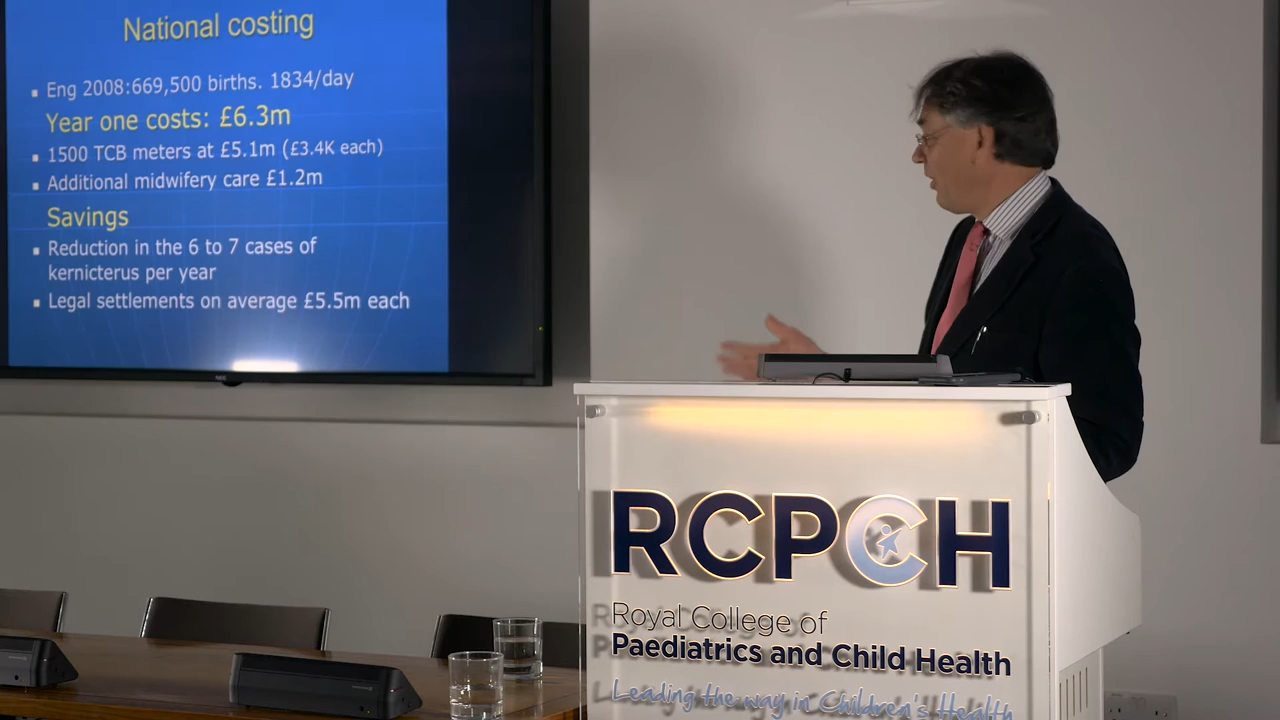 National costing
Eng 2008:669,500 births. 1834/day
Year one costs: £6.3m
1500 TCB meters at £5.1m (£3.4K each)
Additional midwifery care £1.2m
Savings
Reduction in the 6 to 7 cases of
kernicterus per year
Legal settlements on average £5.5m each
NEC
RCPCH
Royal College of
Paediatrics and Child Health
Leading the way in Children's Health